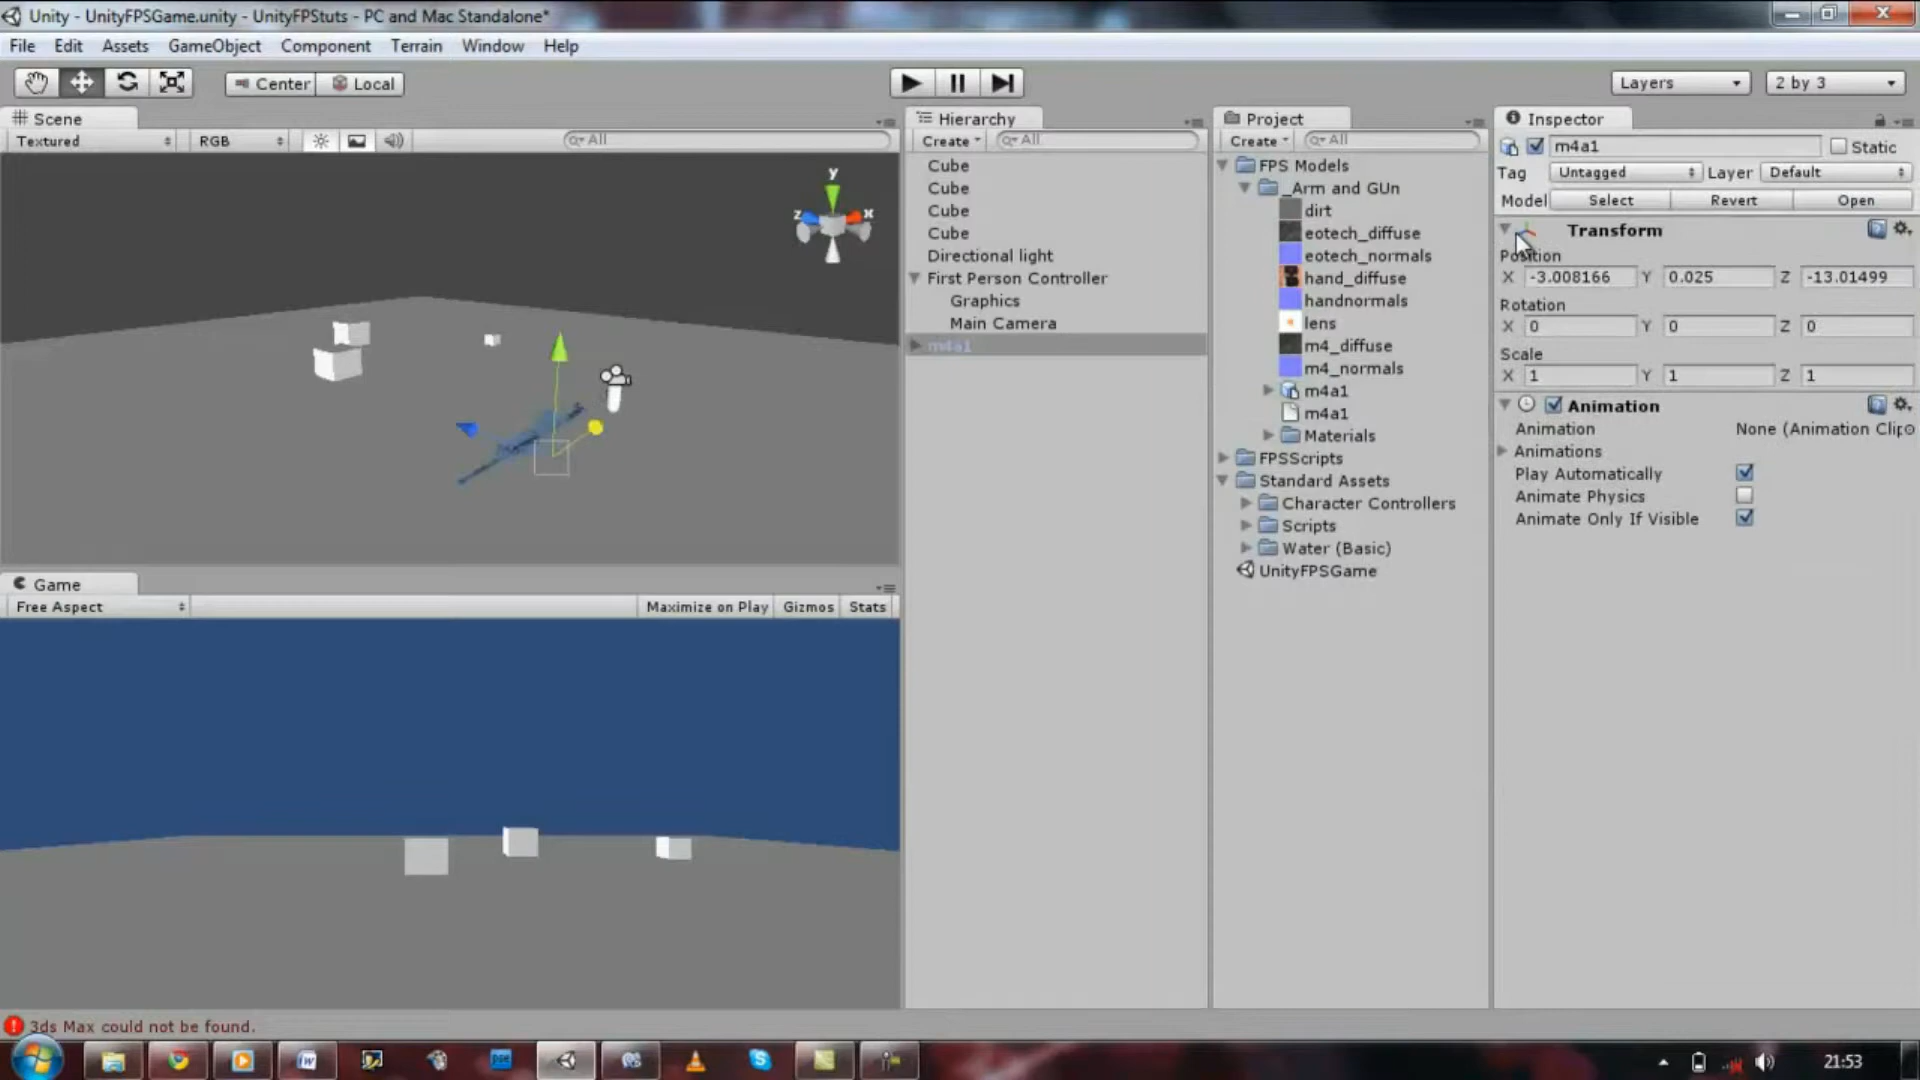 Unity - UnityFPSGame.unity - UnityFPStuts - PC and Mac Standalone*
File Edit Assets GameObject Component Terrain Window Help
Center Local
Layers 2 by 3
Scene
Textured RGB All
y
z x
Game
Free Aspect Maximize on Play Gizmos Stats
Hierarchy
Create All
Cube
Cube
Cube
Cube
Directional light
First Person Controller
Graphics
Main Camera
m4a1
Project
Create All
FPS Models
_Arm and GUn
dirt
eotech_diffuse
eotech_normals
hand_diffuse
handnormals
lens
m4_diffuse
m4_normals
m4a1
m4a1
Materials
FPSScripts
Standard Assets
Character Controllers
Scripts
Water (Basic)
UnityFPSGame
Inspector
m4a1 Static
Tag Untagged Layer Default
Model Select Revert Open
Transform
Position
X -3.008166 Y 0.025 Z -13.01499
Rotation
X 0 Y 0 Z 0
Scale
X 1 Y 1 Z 1
Animation
Animation None (Animation Clip
Animations
Play Automatically
Animate Physics
Animate Only If Visible
3ds Max could not be found.
pse
21:53